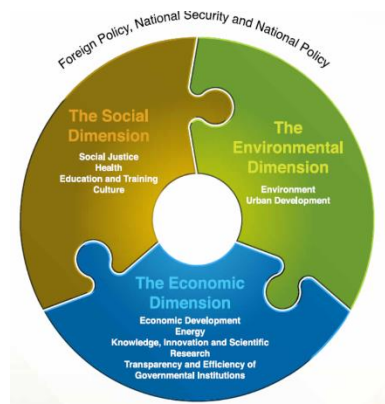 Foreign Policy, National Security and National Policy
The Social
Dimension
Social Justice
Health
Education and Training
Culture
The
Environmental
Dimension
Environment
Urban Development
The Economic
Dimension
Economic Development
Energy
Knowledge, Innovation and Scientific
Research
Transparency and Efficiency of
Governmental Institutions